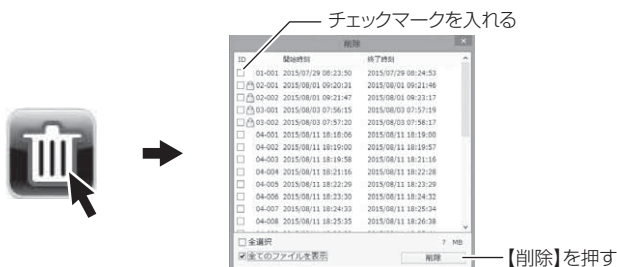 チェックマークを入れる
削除
ID 開始時刻 終了時刻
01-001 2015/07/29 08:23:50 2015/07/29 08:24:53
02-001 2015/08/01 09:20:31 2015/08/01 09:21:46
02-002 2015/08/01 09:21:47 2015/08/01 09:23:17
03-001 2015/08/03 07:56:15 2015/08/03 07:57:19
03-002 2015/08/03 07:57:20 2015/08/03 07:58:17
04-001 2015/08/11 18:18:06 2015/08/11 18:19:00
04-002 2015/08/11 18:19:00 2015/08/11 18:19:57
04-003 2015/08/11 18:19:58 2015/08/11 18:21:16
04-004 2015/08/11 18:21:16 2015/08/11 18:22:28
04-005 2015/08/11 18:22:29 2015/08/11 18:23:29
04-006 2015/08/11 18:23:30 2015/08/11 18:24:32
04-007 2015/08/11 18:24:33 2015/08/11 18:25:34
04-008 2015/08/11 18:25:35 2015/08/11 18:26:38
全選択 ? MB
全てのファイルを表示 削除
【削除】を押す